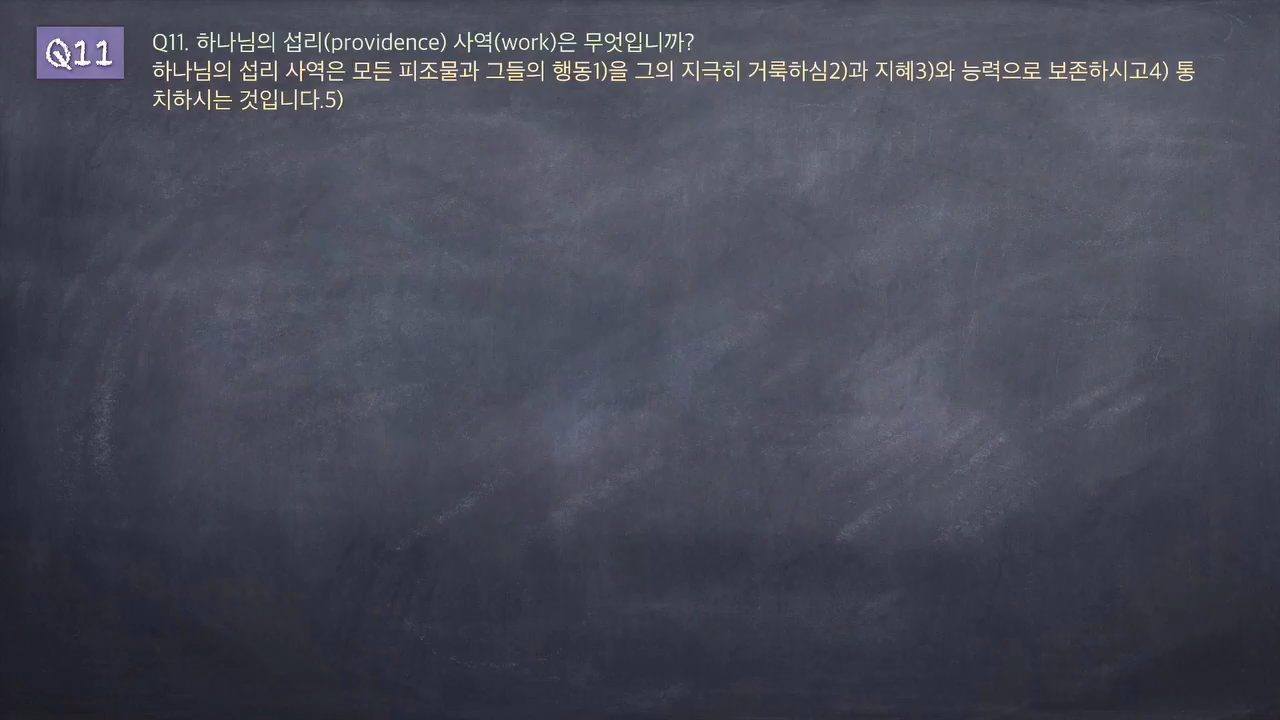 Q11
Q11. 하나님의 섭리(providence) 사역(work)은 무엇입니까?
하나님의 섭리 사역은 모든 피조물과 그들의 행동1)을 그의 지극히 거룩하심2)과 지혜3)와 능력으로 보존하시고4) 통
치하시는 것입니다.5)